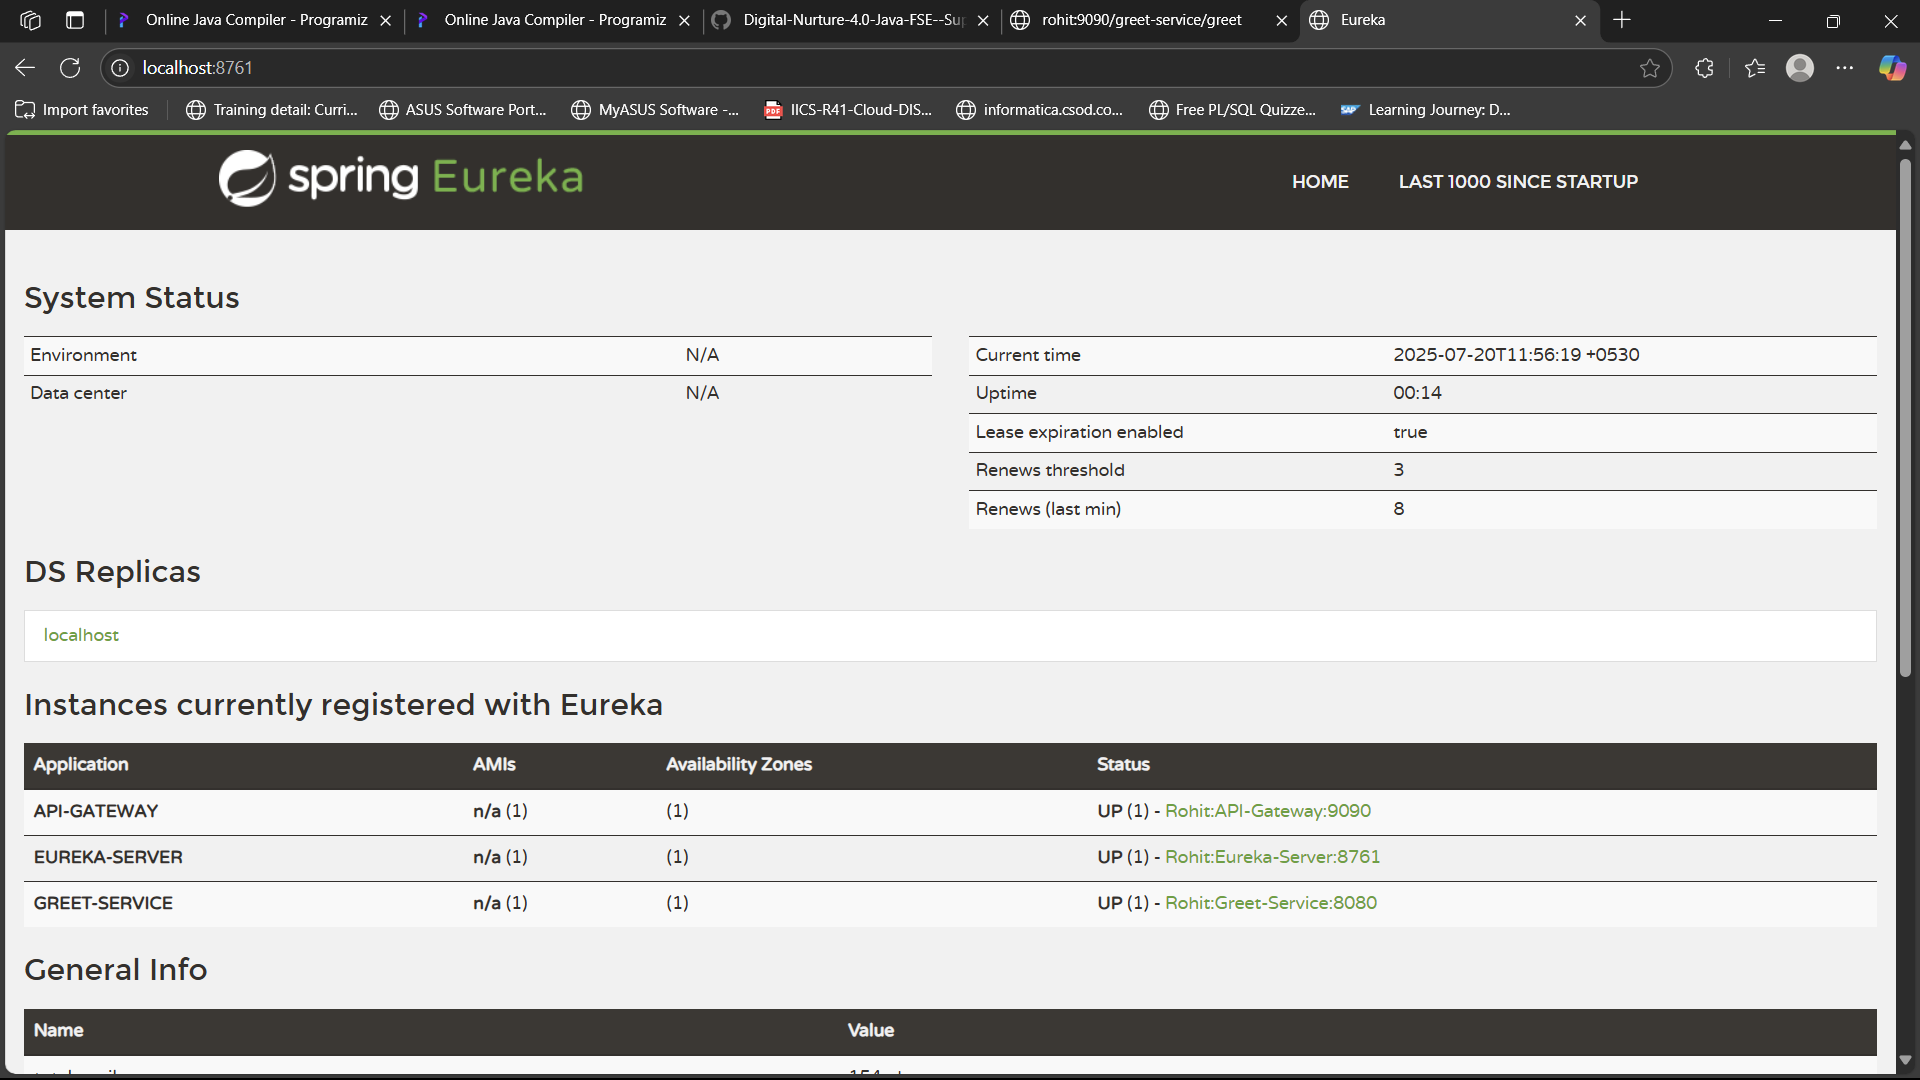 Online Java Compiler - Programiz
Online Java Compiler - Programiz
Digital-Nurture-4.0-Java-FSE--Su
rohit:9090/greet-service/greet
Eureka
localhost:8761
Import favorites
Training detail: Curri...
ASUS Software Port...
MyASUS Software -...
IICS-R41-Cloud-DIS...
informatica.csod.co...
Free PL/SQL Quizze...
Learning Journey: D...
spring Eureka
HOME
LAST 1000 SINCE STARTUP
System Status
Environment N/A
Data center N/A
Current time 2025-07-20T11:56:19 +0530
Uptime 00:14
Lease expiration enabled true
Renews threshold 3
Renews (last min) 8
DS Replicas
localhost
Instances currently registered with Eureka
Application AMIs Availability Zones Status
API-GATEWAY n/a (1) (1) UP (1) - Rohit:API-Gateway:9090
EUREKA-SERVER n/a (1) (1) UP (1) - Rohit:Eureka-Server:8761
GREET-SERVICE n/a (1) (1) UP (1) - Rohit:Greet-Service:8080
General Info
Name Value